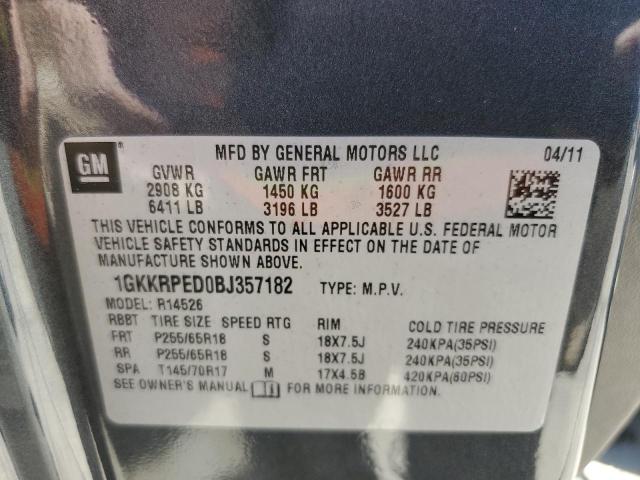 GM
MFD BY GENERAL MOTORS LLC 04/11
GVWR GAWR FRT GAWR RR
2908 KG 1450 KG 1600 KG
6411 LB 3196 LB 3527 LB
THIS VEHICLE CONFORMS TO ALL APPLICABLE U.S. FEDERAL MOTOR
VEHICLE SAFETY STANDARDS IN EFFECT ON THE DATE OF
MANUFACTURE SHOWN ABOVE.
1GKKRPED0BJ357182 TYPE: M.P.V.
MODEL: R14526
RBBT TIRE SIZE SPEED RTG RIM COLD TIRE PRESSURE
FRT P255/65R18 S 18X7.5J 240KPA(35PSI)
RR P255/65R18 S 18X7.5J 240KPA(35PSI)
SPA T145/70R17 M 17X4.5B 420KPA(60PSI)
SEE OWNER'S MANUAL FOR MORE INFORMATION.